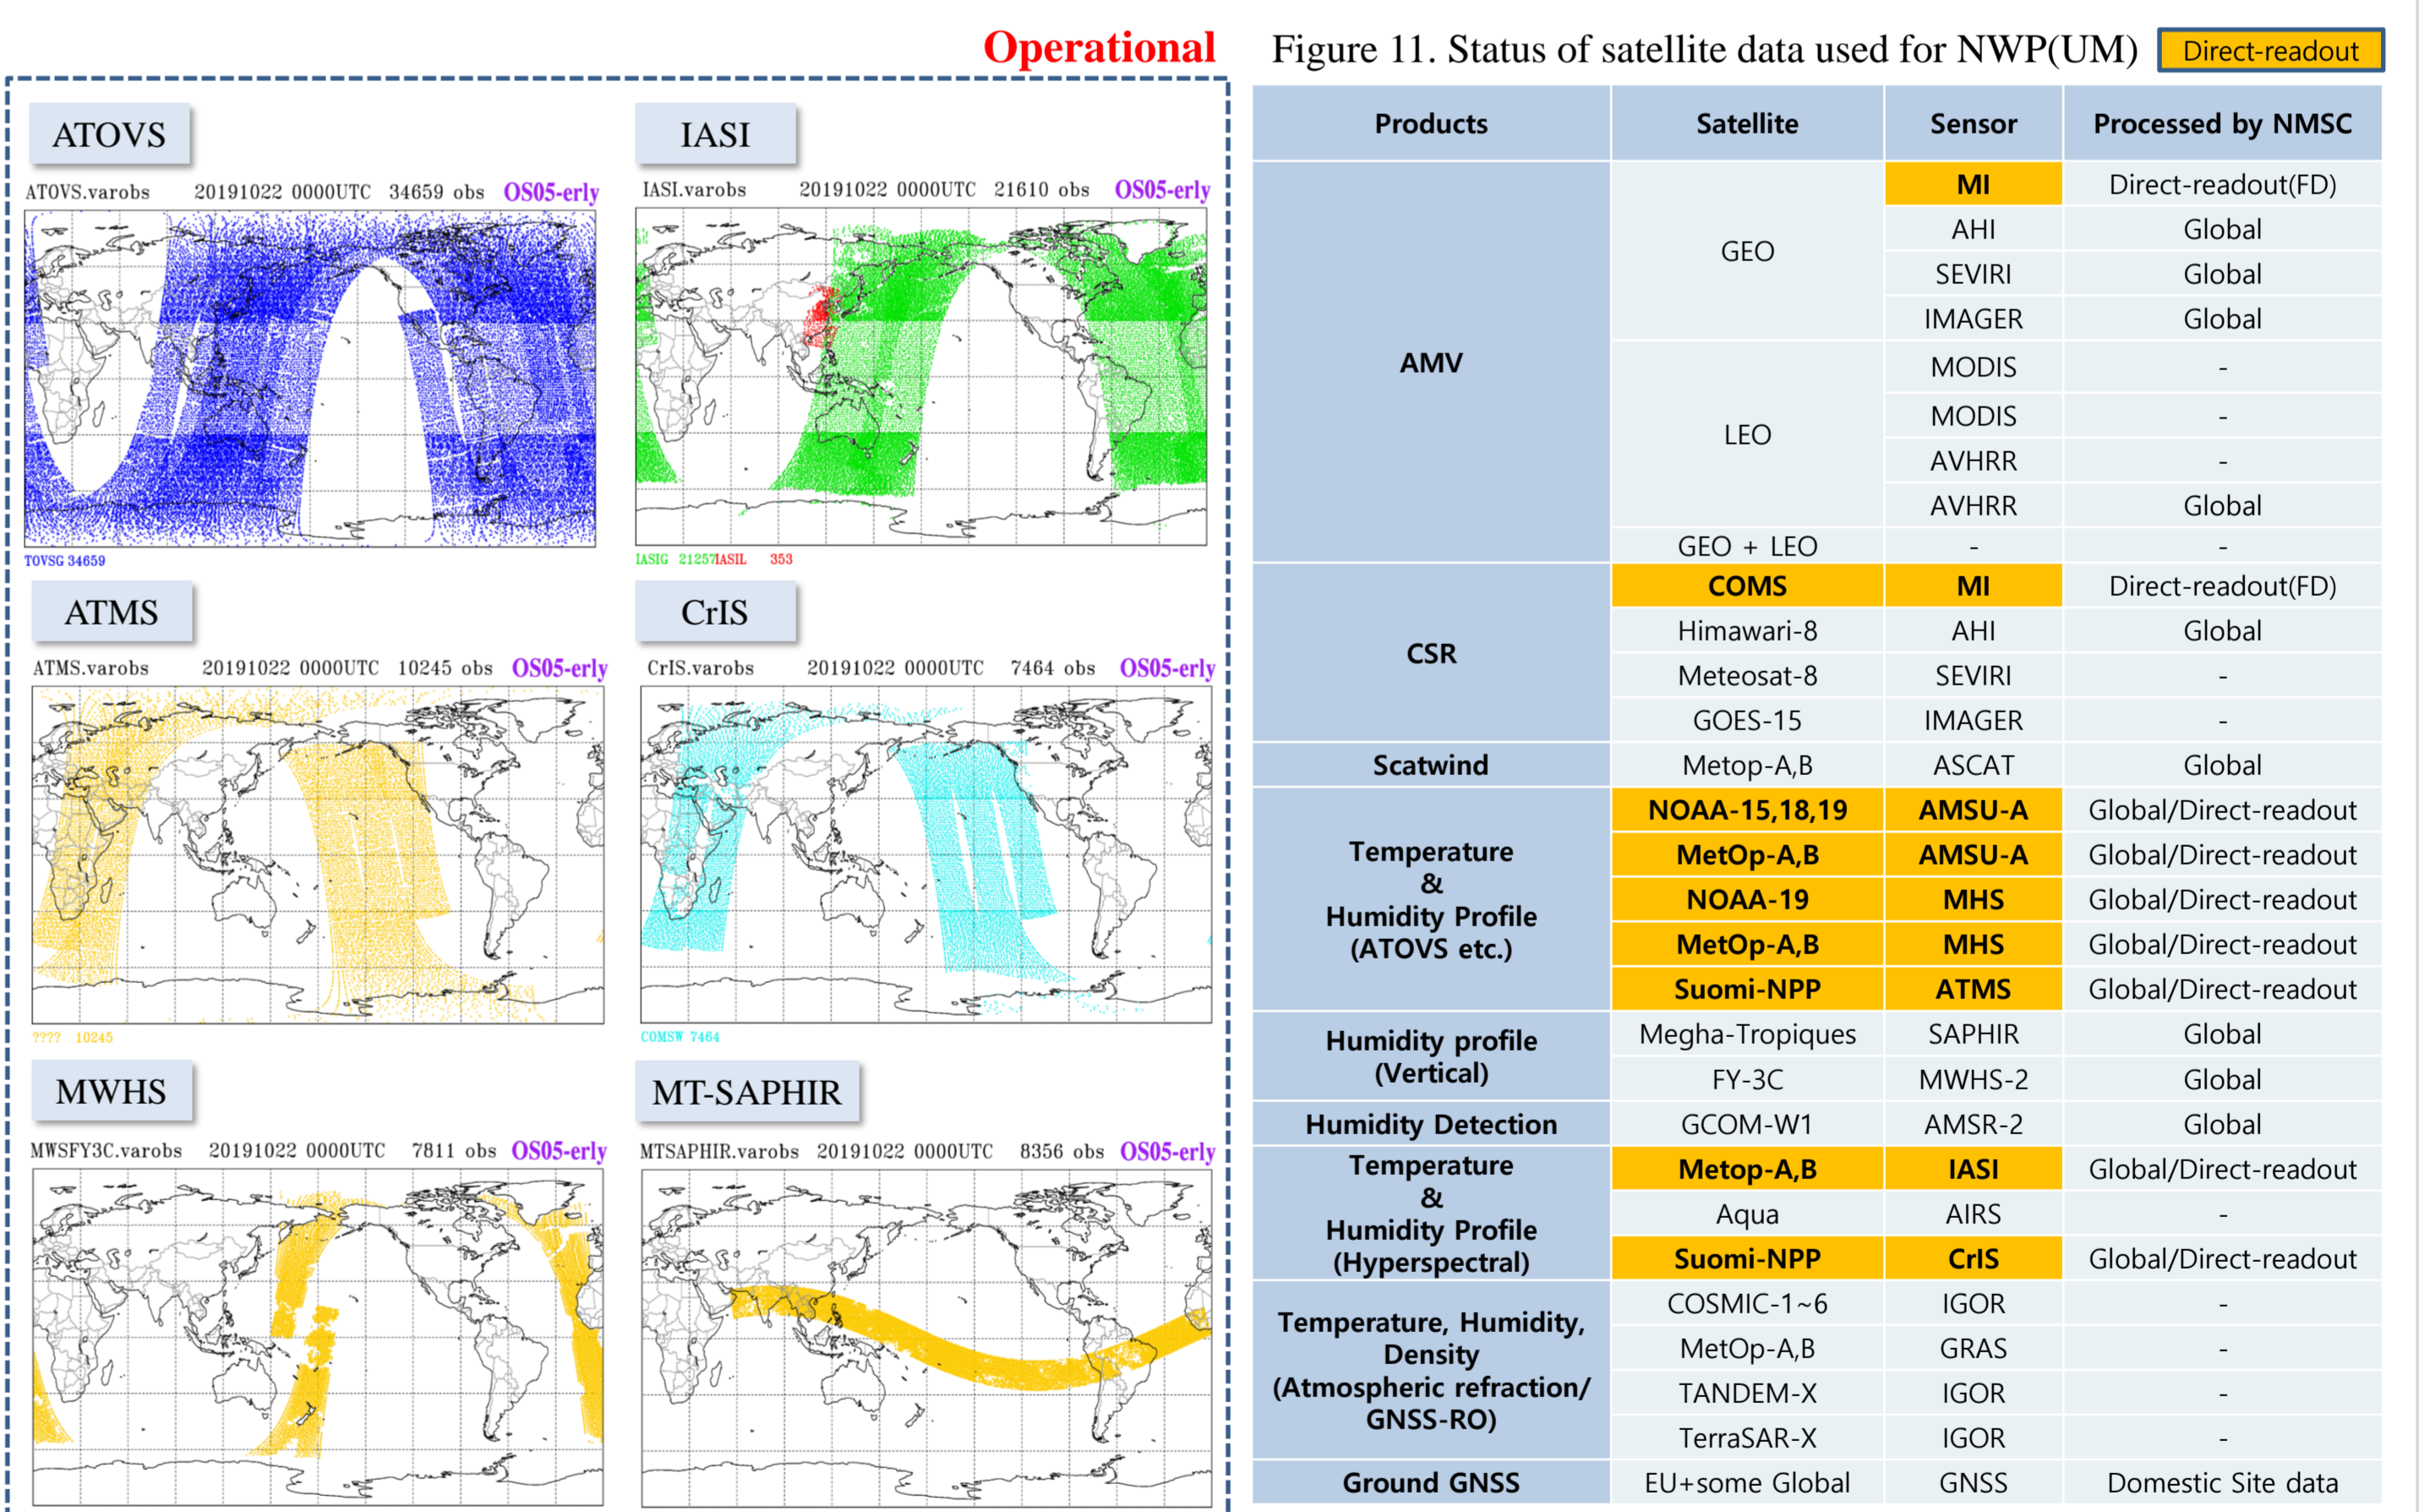 Operational
ATOVS
ATOVS.varobs 20191022 0000UTC 34659 obs OS05-erly
TOVSG 34659
IASI
IASI.varobs 20191022 0000UTC 21610 obs OS05-erly
IASIG 21257IASIL 353
ATMS
ATMS.varobs 20191022 0000UTC 10245 obs OS05-erly
???? 10245
CrIS
CrIS.varobs 20191022 0000UTC 7464 obs OS05-erly
COMSW 7464
MWHS
MWSFY3C.varobs 20191022 0000UTC 7811 obs OS05-erly
MT-SAPHIR
MTSAPHIR.varobs 20191022 0000UTC 8356 obs OS05-erly
Figure 11. Status of satellite data used for NWP(UM)
Direct-readout
Products Satellite Sensor Processed by NMSC
AMV
GEO
MI Direct-readout(FD)
AHI Global
SEVIRI Global
IMAGER Global
LEO
MODIS -
MODIS -
AVHRR -
AVHRR Global
GEO + LEO - -
CSR
COMS MI Direct-readout(FD)
Himawari-8 AHI Global
Meteosat-8 SEVIRI -
GOES-15 IMAGER -
Scatwind Metop-A,B ASCAT Global
Temperature
&
Humidity Profile
(ATOVS etc.)
NOAA-15,18,19 AMSU-A Global/Direct-readout
MetOp-A,B AMSU-A Global/Direct-readout
NOAA-19 MHS Global/Direct-readout
MetOp-A,B MHS Global/Direct-readout
Suomi-NPP ATMS Global/Direct-readout
Humidity profile
(Vertical)
Megha-Tropiques SAPHIR Global
FY-3C MWHS-2 Global
Humidity Detection GCOM-W1 AMSR-2 Global
Temperature
&
Humidity Profile
(Hyperspectral)
Metop-A,B IASI Global/Direct-readout
Aqua AIRS -
Suomi-NPP CrIS Global/Direct-readout
Temperature, Humidity,
Density
(Atmospheric refraction/
GNSS-RO)
COSMIC-1~6 IGOR -
MetOp-A,B GRAS -
TANDEM-X IGOR -
TerraSAR-X IGOR -
Ground GNSS EU+some Global GNSS Domestic Site data